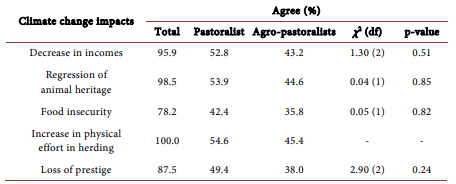 Climate change impacts Agree (%)
Total Pastoralist Agro-pastoralists χ² (df) p-value
Decrease in incomes 95.9 52.8 43.2 1.30 (2) 0.51
Regression of
animal heritage 98.5 53.9 44.6 0.04 (1) 0.85
Food insecurity 78.2 42.4 35.8 0.05 (1) 0.82
Increase in physical
effort in herding 100.0 54.6 45.4 - -
Loss of prestige 87.5 49.4 38.0 2.90 (2) 0.24